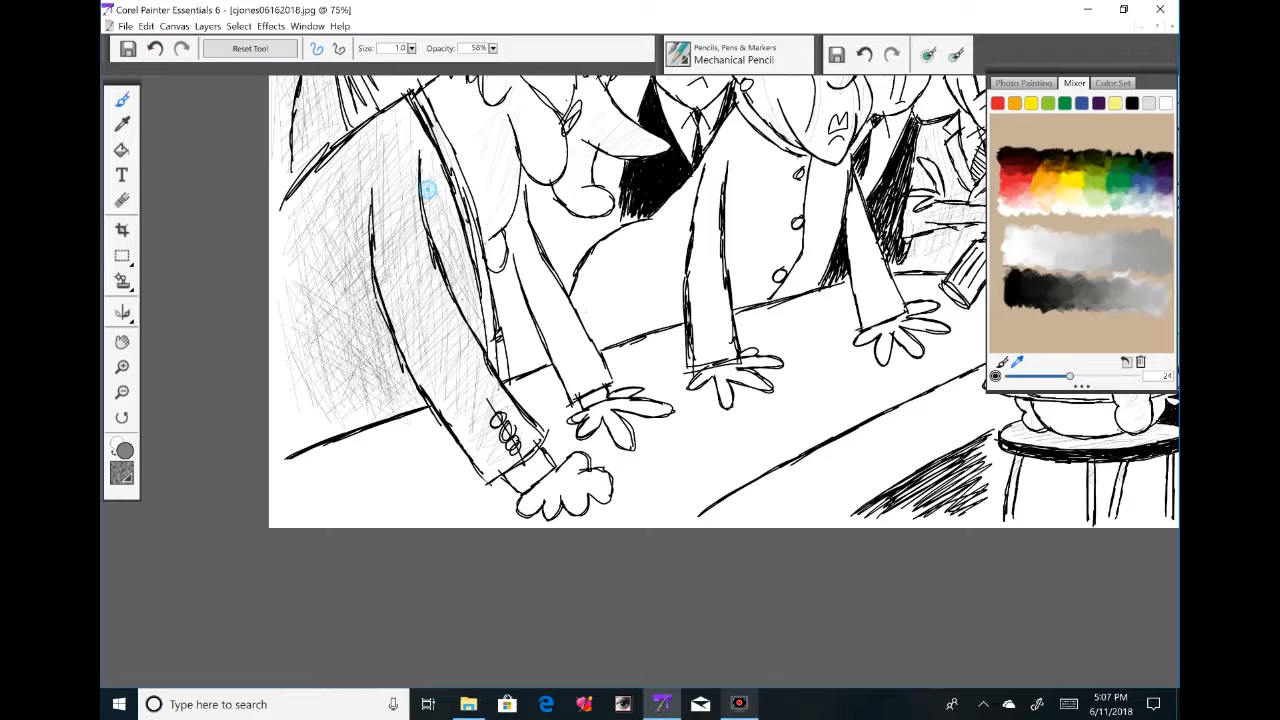 Corel Painter Essentials 6 - [cjones06162018.jpg @ 75%]
File Edit Canvas Layers Select Effects Window Help
Reset Tool Size: 1.0 Opacity: 58%
Pencils, Pens & Markers
Mechanical Pencil
Photo Painting Mixer Color Set
24
Type here to search
5:07 PM
6/11/2018